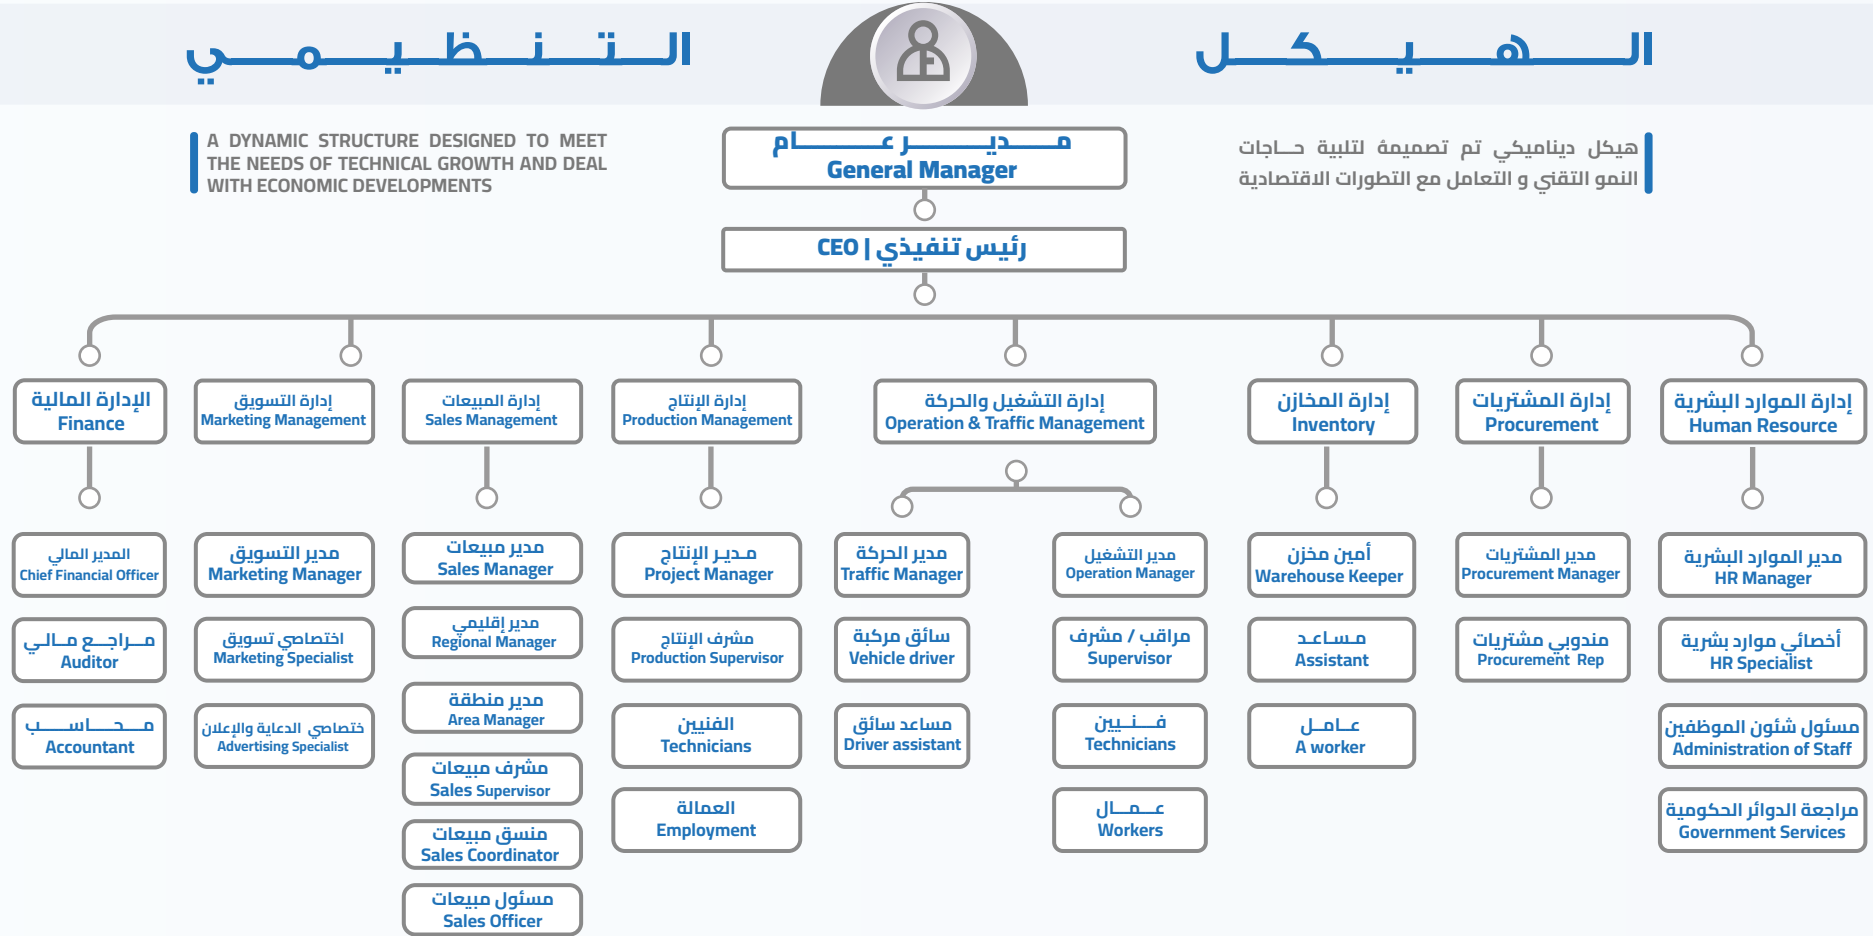 الهيكل التنظيمي
هيكل ديناميكي تم تصميمة لتلبية حاجات
النمو التقني و التعامل مع التطورات الاقتصادية
A DYNAMIC STRUCTURE DESIGNED TO MEET
THE NEEDS OF TECHNICAL GROWTH AND DEAL
WITH ECONOMIC DEVELOPMENTS
مدير عام
General Manager
رئيس تنفيذي | CEO
الإدارة المالية
Finance
إدارة التسويق
Marketing Management
إدارة المبيعات
Sales Management
إدارة الإنتاج
Production Management
إدارة التشغيل والحركة
Operation & Traffic Management
إدارة المخازن
Inventory
إدارة المشتريات
Procurement
إدارة الموارد البشرية
Human Resource
المدير المالي
Chief Financial Officer
مراجع مالي
Auditor
محاسب
Accountant
مدير التسويق
Marketing Manager
اختصاصي تسويق
Marketing Specialist
ختصاصي الدعاية والإعلان
Advertising Specialist
مدير مبيعات
Sales Manager
مدير إقليمي
Regional Manager
مدير منطقة
Area Manager
مشرف مبيعات
Sales Supervisor
منسق مبيعات
Sales Coordinator
مسئول مبيعات
Sales Officer
مدير الإنتاج
Project Manager
مشرف الإنتاج
Production Supervisor
الفنيين
Technicians
العمالة
Employment
مدير الحركة
Traffic Manager
سائق مركبة
Vehicle driver
مساعد سائق
Driver assistant
مدير التشغيل
Operation Manager
مراقب / مشرف
Supervisor
فنيين
Technicians
عمال
Workers
أمين مخزن
Warehouse Keeper
مساعد
Assistant
عامل
A worker
مدير المشتريات
Procurement Manager
مندوبي مشتريات
Procurement Rep
مدير الموارد البشرية
HR Manager
أخصائي موارد بشرية
HR Specialist
مسئول شئون الموظفين
Administration of Staff
مراجعة الدوائر الحكومية
Government Services